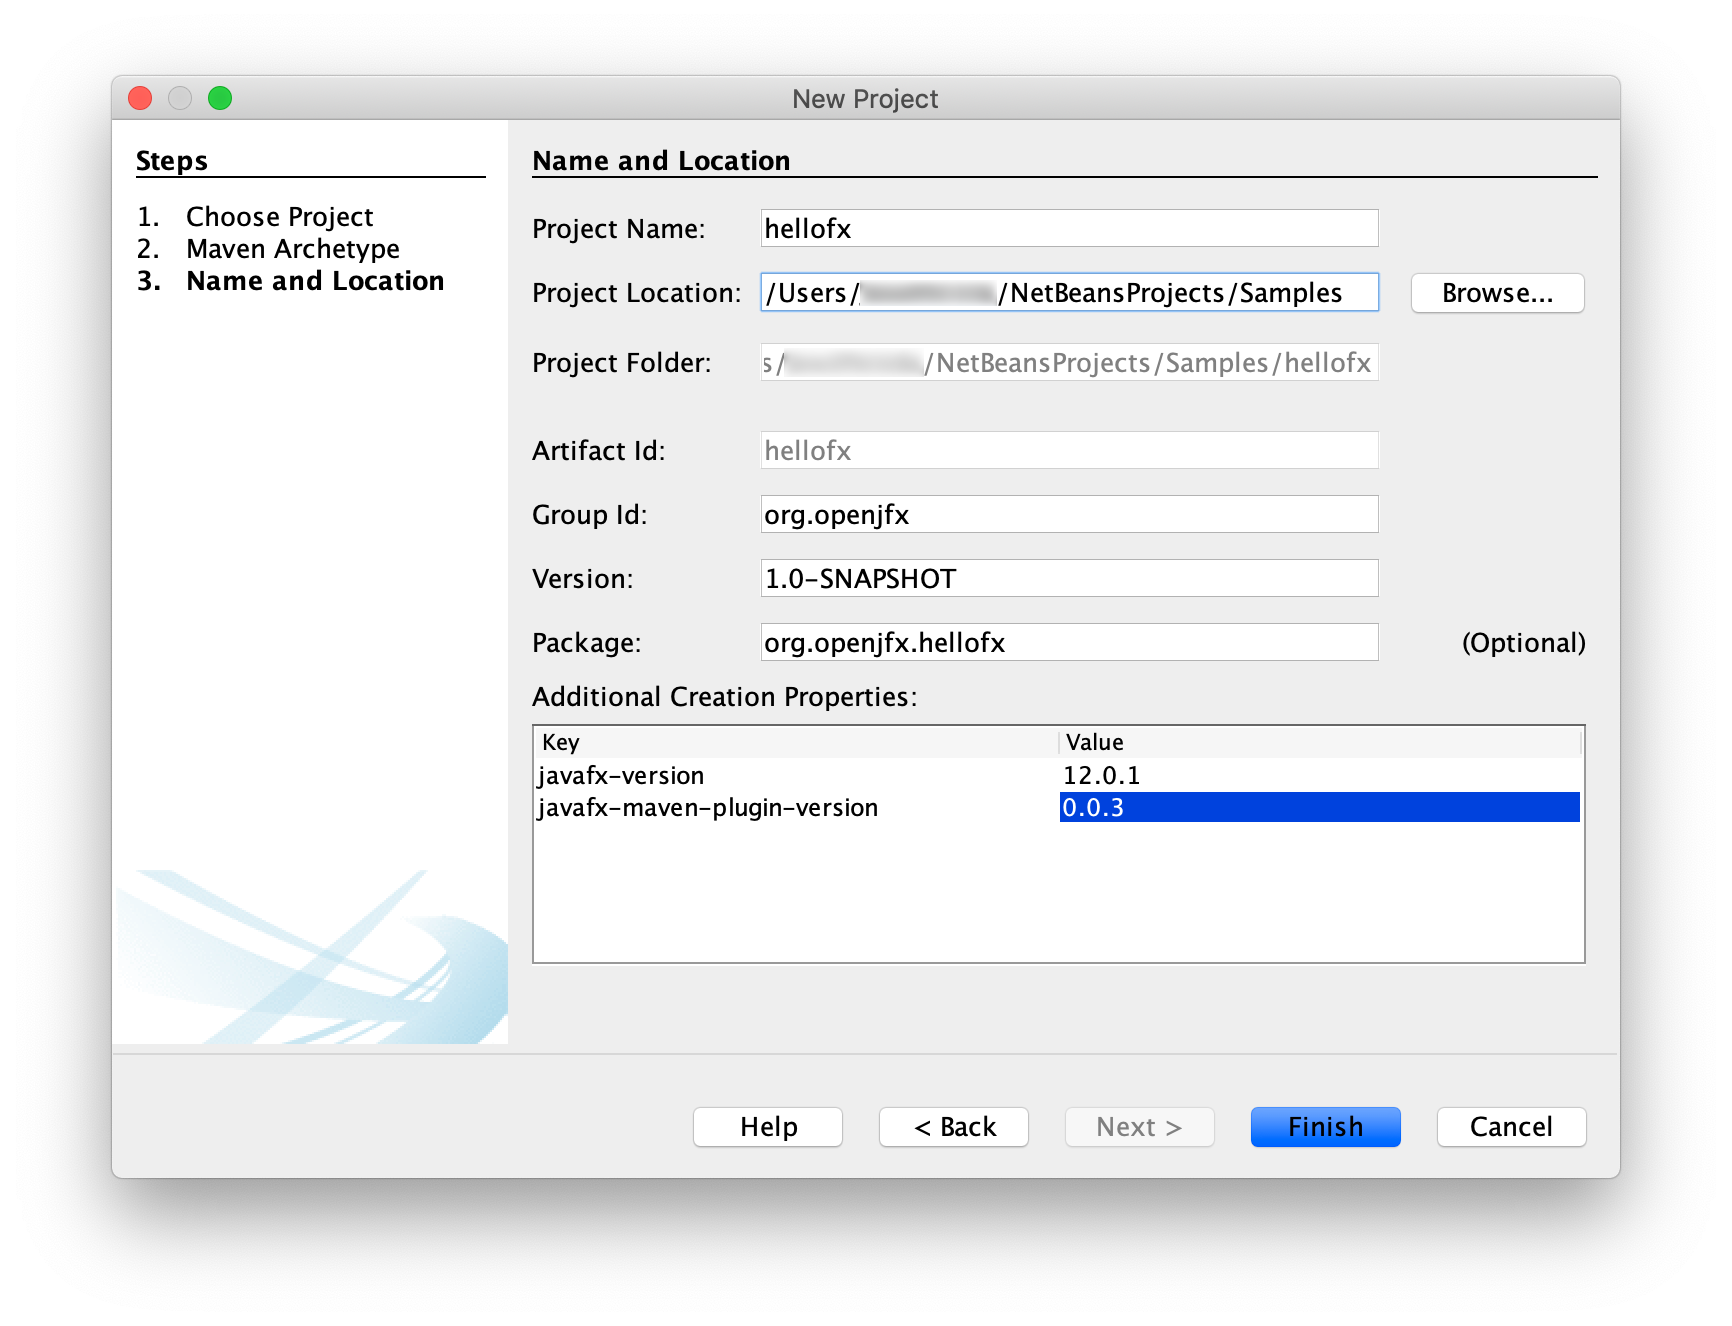 New Project
Steps
1. Choose Project
2. Maven Archetype
3. Name and Location
Name and Location
Project Name: hellofx
Project Location: /Users/ /NetBeansProjects/Samples Browse...
Project Folder: s/ /NetBeansProjects/Samples/hellofx
Artifact Id: hellofx
Group Id: org.openjfx
Version: 1.0-SNAPSHOT
Package: org.openjfx.hellofx (Optional)
Additional Creation Properties:
Key Value
javafx-version 12.0.1
javafx-maven-plugin-version 0.0.3
Help < Back Next > Finish Cancel